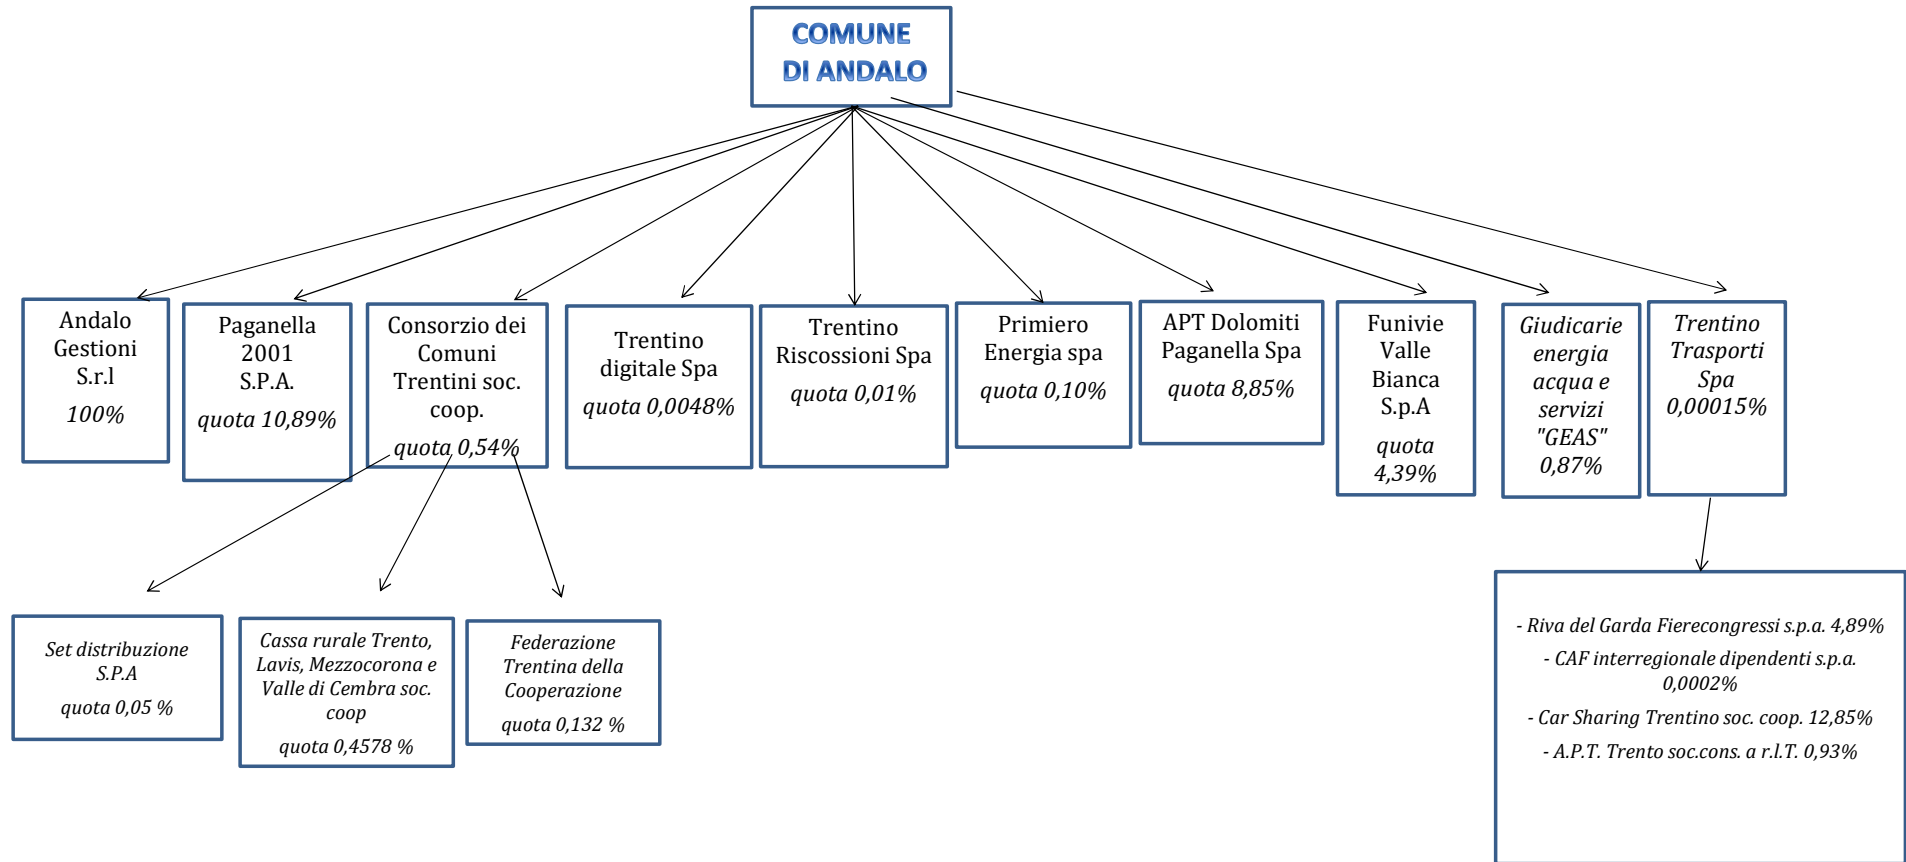 COMUNE
DI ANDALO
Andalo
Gestioni
S.r.l
100%
Paganella
2001
S.P.A.
quota 10,89%
Consorzio dei
Comuni
Trentini soc.
coop.
quota 0,54%
Trentino
digitale Spa
quota 0,0048%
Trentino
Riscossioni Spa
quota 0,01%
Primiero
Energia spa
quota 0,10%
APT Dolomiti
Paganella Spa
quota 8,85%
Funivie
Valle
Bianca
S.p.A
quota
4,39%
Giudicarie
energia
acqua e
servizi
"GEAS"
0,87%
Trentino
Trasporti
Spa
0,00015%
Set distribuzione
S.P.A
quota 0,05 %
Cassa rurale Trento,
Lavis, Mezzocorona e
Valle di Cembra soc.
coop
quota 0,4578 %
Federazione
Trentina della
Cooperazione
quota 0,132 %
- Riva del Garda Fierecongressi s.p.a. 4,89%
- CAF interregionale dipendenti s.p.a.
0,0002%
- Car Sharing Trentino soc. coop. 12,85%
- A.P.T. Trento soc.cons. a r.l.T. 0,93%